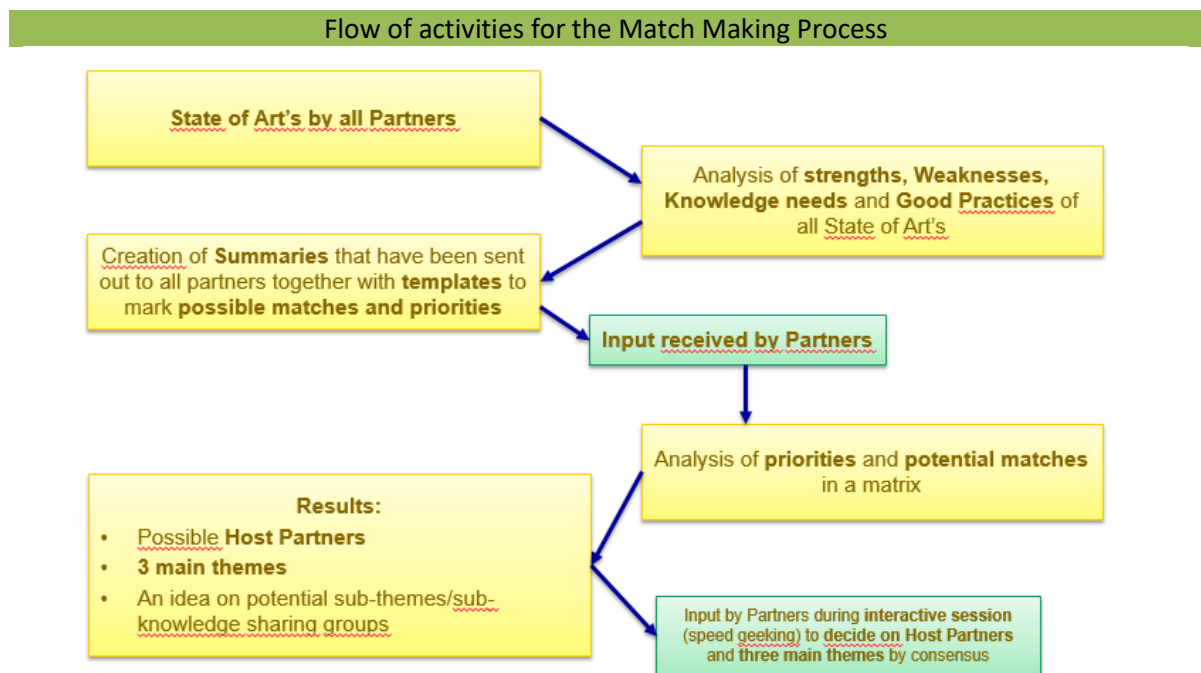 Flow of activities for the Match Making Process
State of Art's by all Partners
Analysis of strengths, Weaknesses,
Knowledge needs and Good Practices of
all State of Art's
Creation of Summaries that have been sent
out to all partners together with templates to
mark possible matches and priorities
Input received by Partners
Analysis of priorities and potential matches
in a matrix
Results:
• Possible Host Partners
• 3 main themes
• An idea on potential sub-themes/sub-
knowledge sharing groups
Input by Partners during interactive session
(speed geeking) to decide on Host Partners
and three main themes by consensus